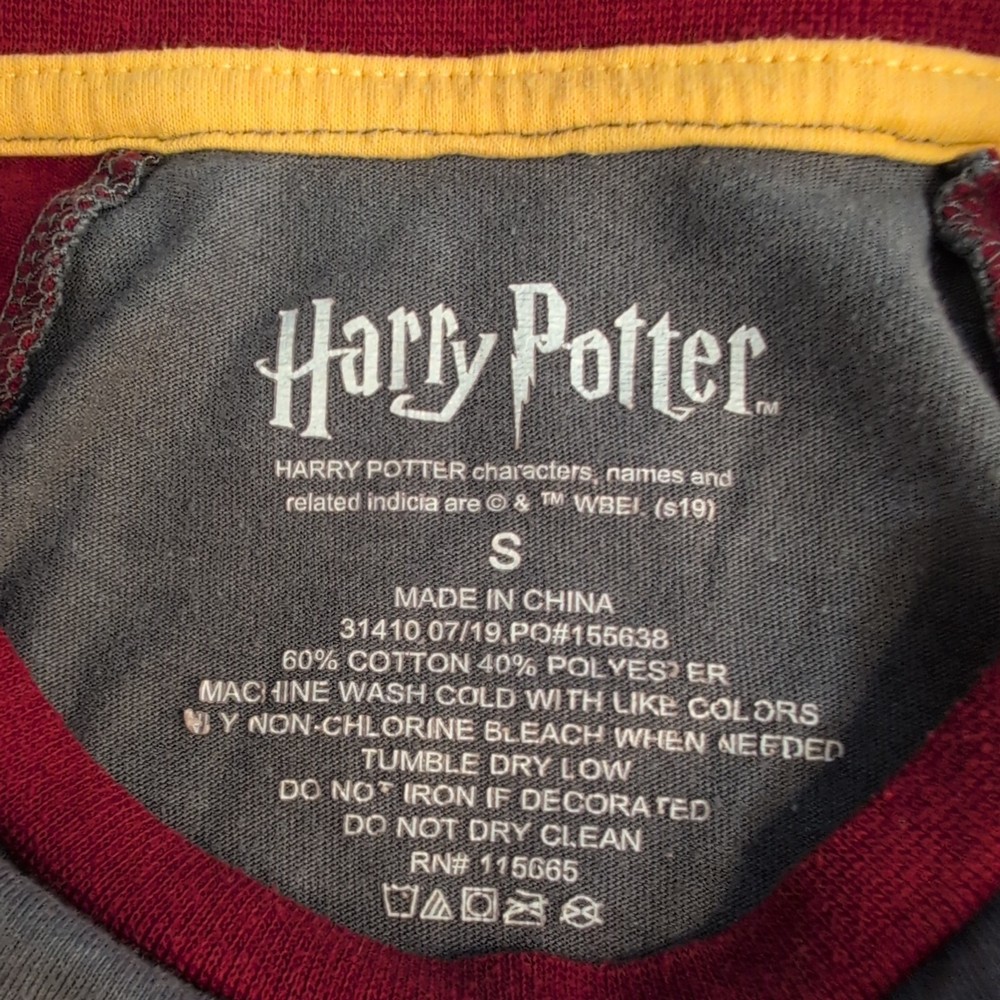 Harry Potter™
HARRY POTTER characters, names and
related indicia are © & ™ WBEI. (s19)
S
MADE IN CHINA
31410 07/19 PO#155638
60% COTTON 40% POLYESTER
MACHINE WASH COLD WITH LIKE COLORS
NON-CHLORINE BLEACH WHEN NEEDED
TUMBLE DRY LOW
DO NOT IRON IF DECORATED
DO NOT DRY CLEAN
RN# 115665